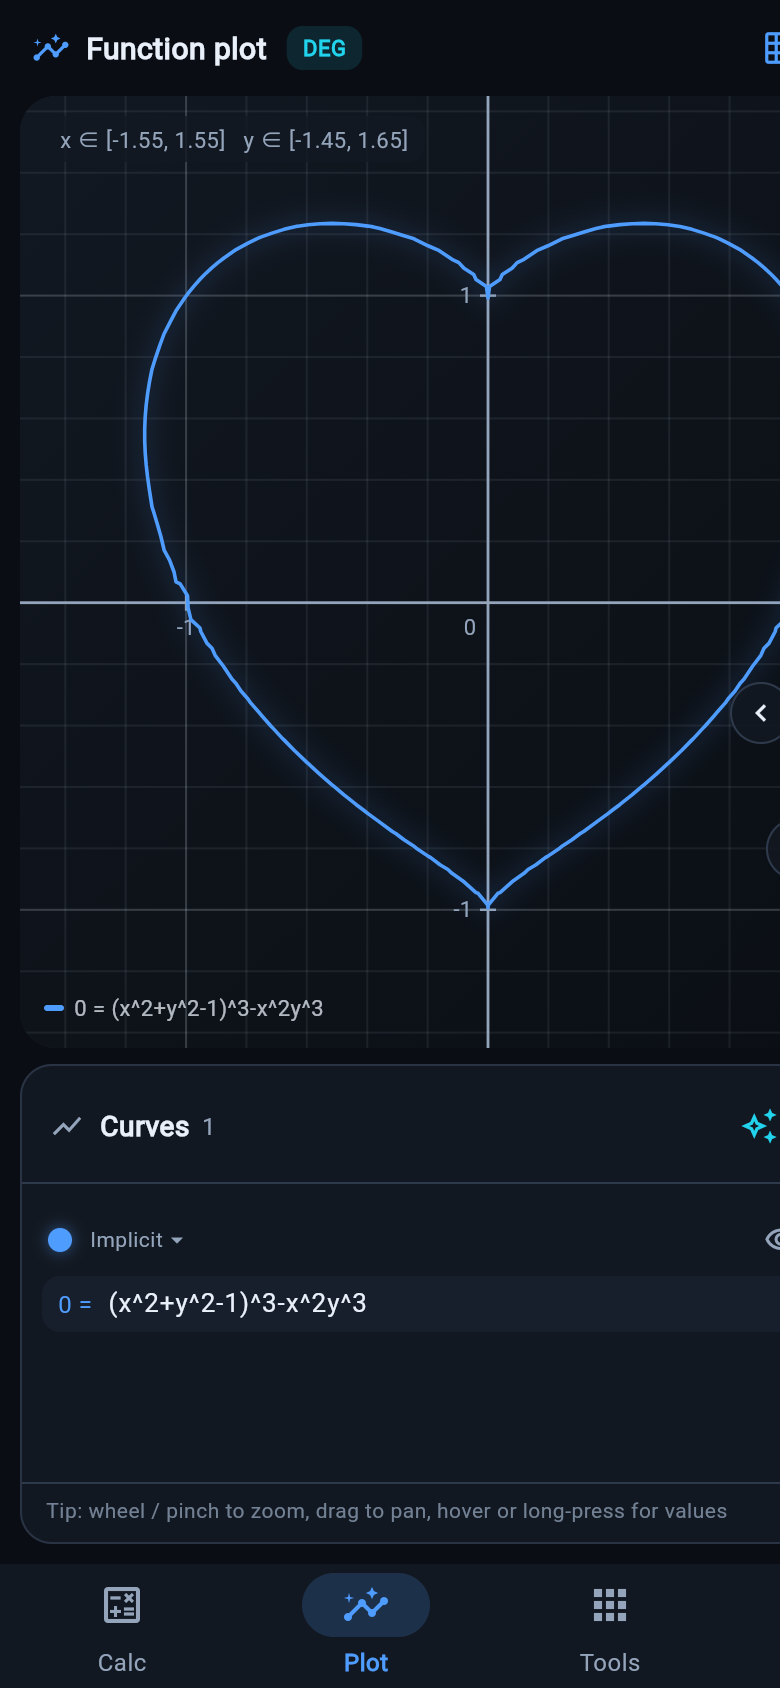 Function plot DEG
x ∈ [-1.55, 1.55] y ∈ [-1.45, 1.65]
1
-1 0
-1
0 = (x^2+y^2-1)^3-x^2y^3
Curves 1
Implicit
0 = (x^2+y^2-1)^3-x^2y^3
Tip: wheel / pinch to zoom, drag to pan, hover or long-press for values
Calc Plot Tools